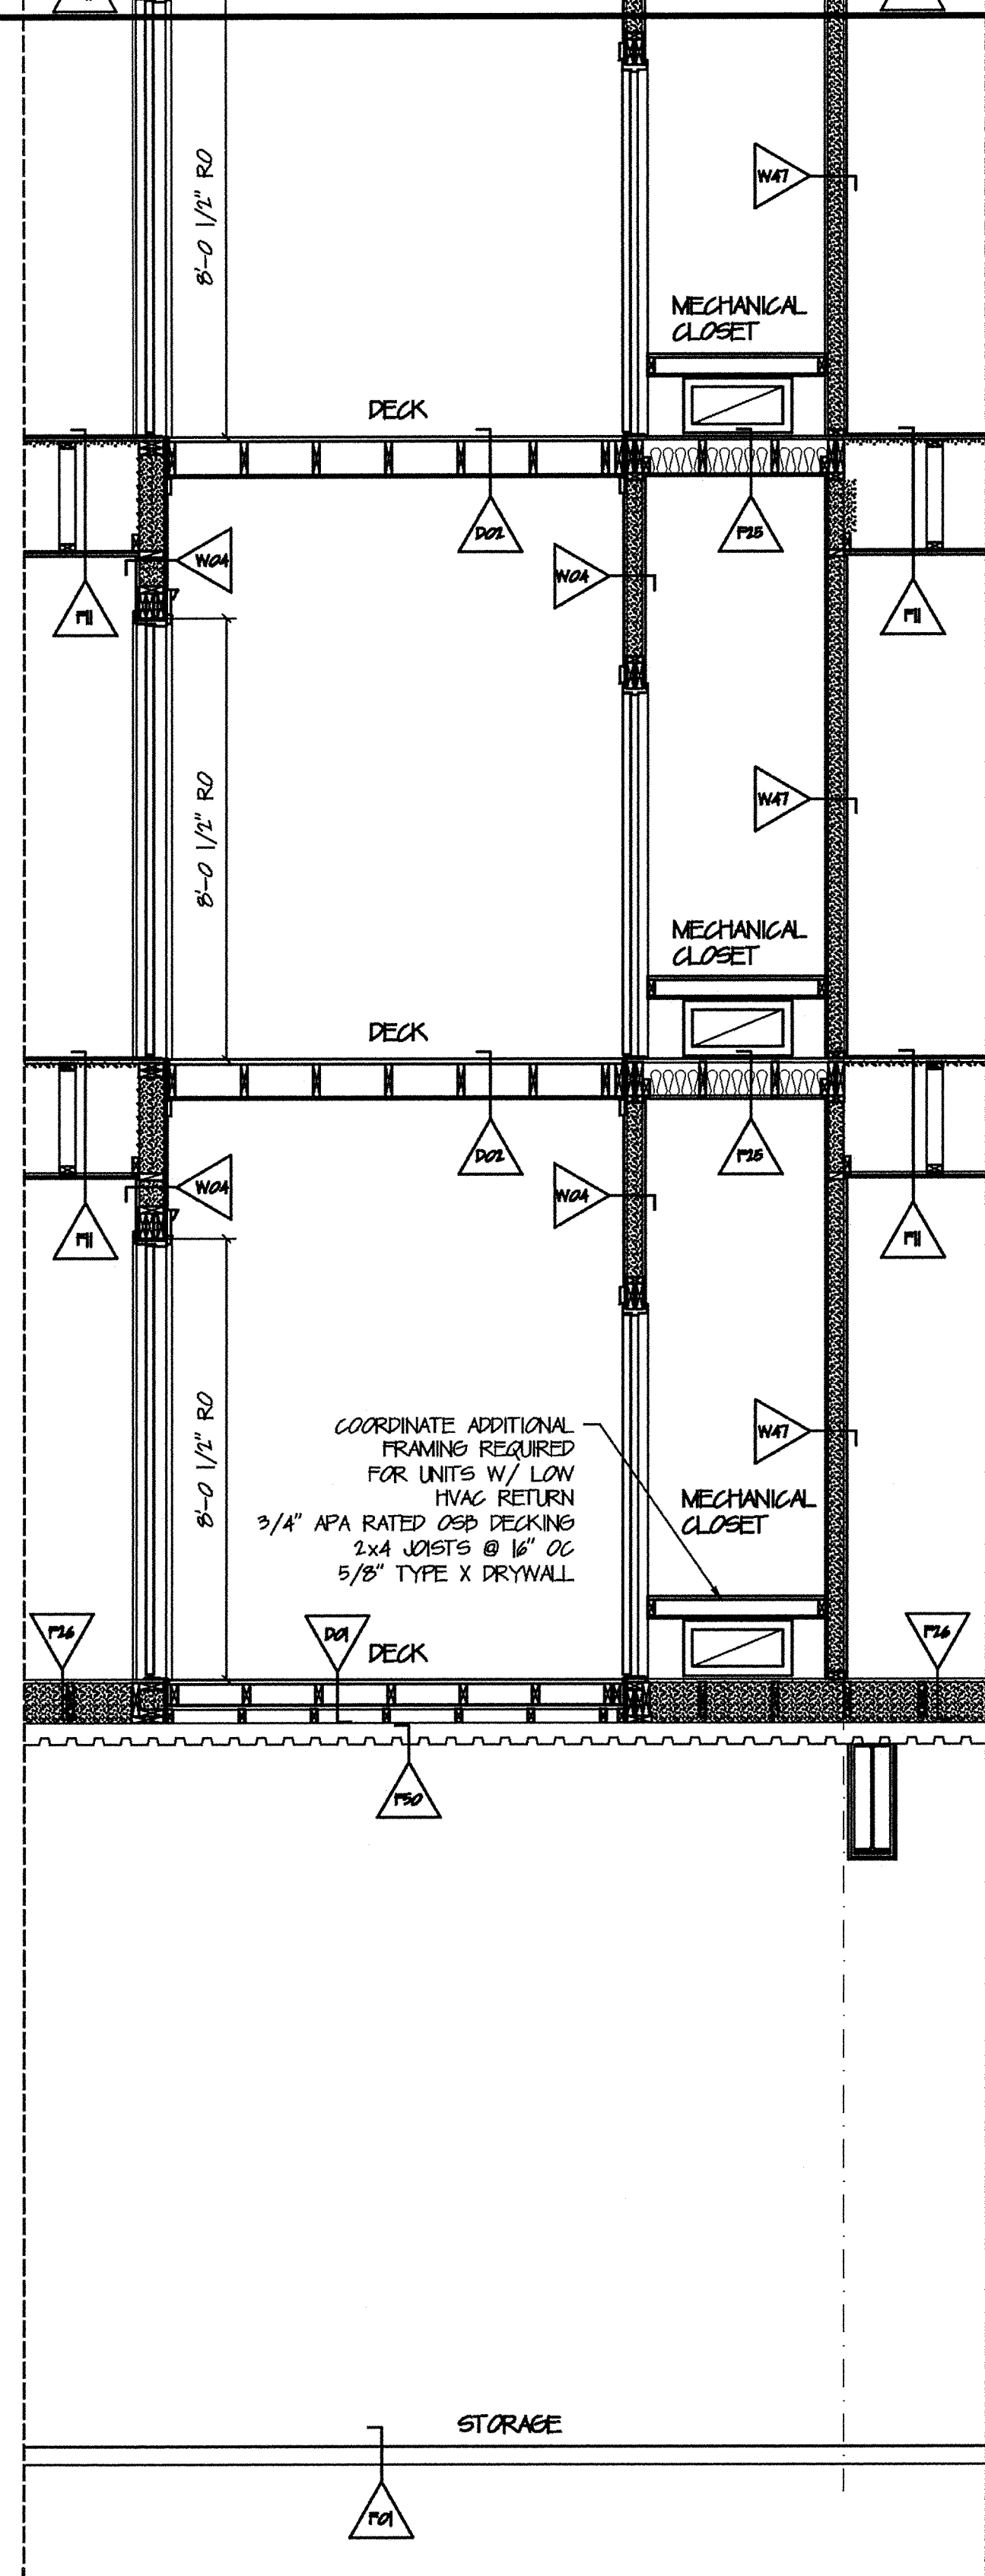 8'-0 1/2" RO
W47
MECHANICAL
CLOSET
DECK
D02
F25
W04
W04
F11
F11
8'-0 1/2" RO
W47
MECHANICAL
CLOSET
DECK
D02
F25
W04
W04
F11
F11
8'-0 1/2" RO
COORDINATE ADDITIONAL
FRAMING REQUIRED
FOR UNITS W/ LOW
HVAC RETURN
3/4" APA RATED OSB DECKING
2x4 JOISTS @ 16" OC
5/8" TYPE X DRYWALL
W47
MECHANICAL
CLOSET
F26
D01
DECK
F26
F50
STORAGE
F01